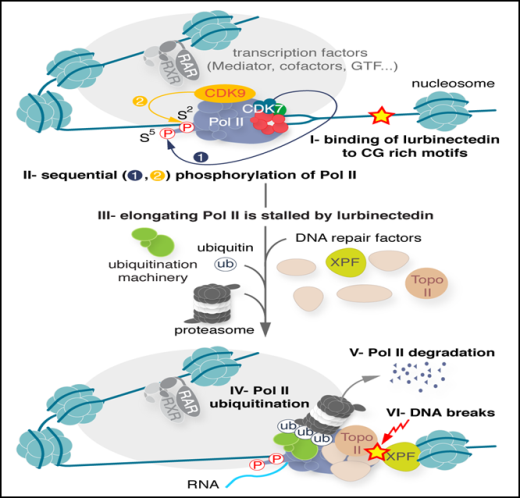 transcription factors
(Mediator, cofactors, GTF...)
RAR
RXR
nucleosome
CDK9
2
CDK7
S2
Pol II
P
S5
P
I- binding of lurbinectedin
to CG rich motifs
1
II- sequential (1,2) phosphorylation of Pol II
III- elongating Pol II is stalled by lurbinectedin
ubiquitin
DNA repair factors
ub
XPF
ubiquitination
machinery
Topo
II
proteasome
V- Pol II degradation
IV- Pol II
ubiquitination
RAR
RXR
VI- DNA breaks
ub
ub
ub
Topo
II
XPF
P
P
RNA